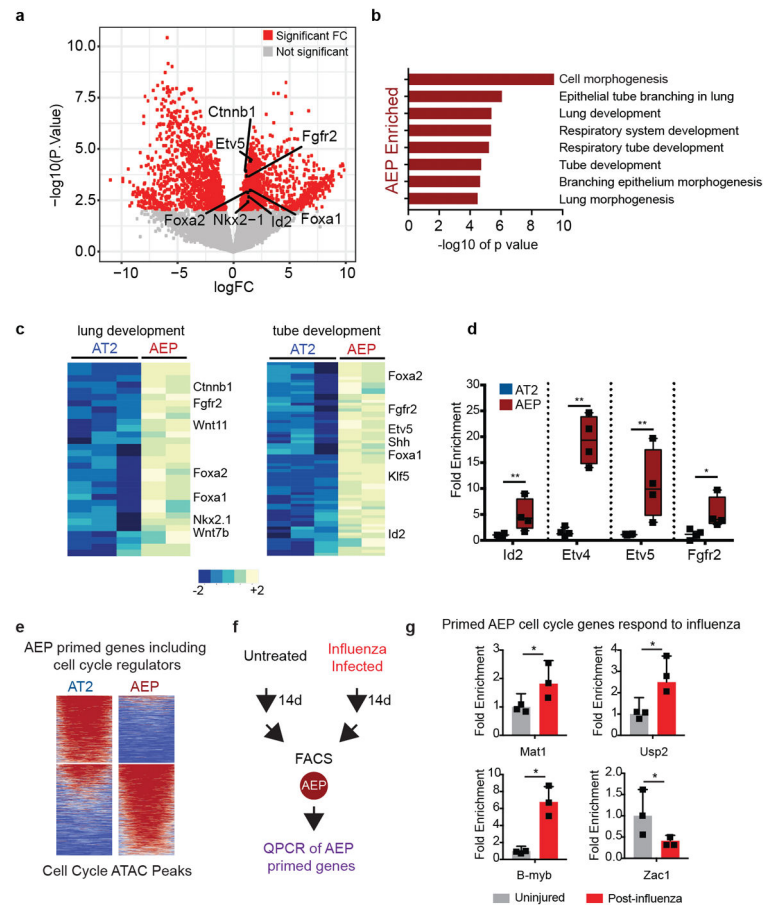 a
Significant FC
Not significant
10.0
7.5
5.0
2.5
0.0
−log10(P.Value)
Ctnnb1
Etv5
Fgfr2
Foxa2
Nkx2−1
Id2
Foxa1
−10
−5
0
5
10
logFC
b
AEP Enriched
Cell morphogenesis
Epithelial tube branching in lung
Lung development
Respiratory system development
Respiratory tube development
Tube development
Branching epithelium morphogenesis
Lung morphogenesis
0 2 4 6 8 10
-log10 of p value
c
lung development
AT2 AEP
Ctnnb1
Fgfr2
Wnt11
Foxa2
Foxa1
Nkx2.1
Wnt7b
tube development
AT2 AEP
Foxa2
Fgfr2
Etv5
Shh
Foxa1
Klf5
Id2
-2 +2
d
AT2
AEP
Fold Enrichment
30
25
20
15
10
5
0
** ** ** *
Id2 Etv4 Etv5 Fgfr2
e
AEP primed genes including
cell cycle regulators
AT2 AEP
Cell Cycle ATAC Peaks
f
Untreated
Influenza
Infected
14d 14d
FACS
AEP
QPCR of AEP
primed genes
g
Primed AEP cell cycle genes respond to influenza
Fold Enrichment
3
2
1
0
*
Mat1
Fold Enrichment
4
3
2
1
0
*
Usp2
Fold Enrichment
10
8
6
4
2
0
*
B-myb
Fold Enrichment
2.0
1.5
1.0
0.5
0.0
*
Zac1
Uninjured Post-influenza